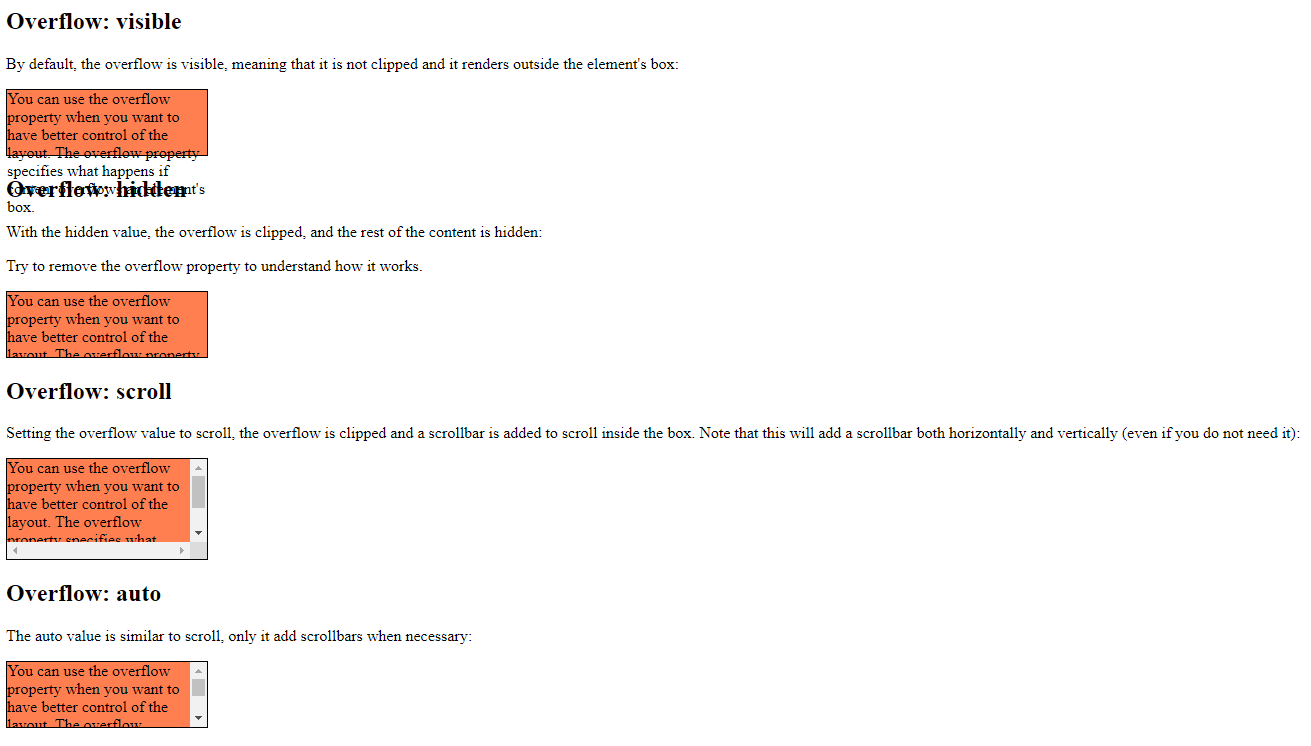 Overflow: visible
By default, the overflow is visible, meaning that it is not clipped and it renders outside the element's box:
You can use the overflow
property when you want to
have better control of the
layout. The overflow property
specifies what happens if
content overflows an element's
box.
Overflow: hidden
With the hidden value, the overflow is clipped, and the rest of the content is hidden:
Try to remove the overflow property to understand how it works.
You can use the overflow
property when you want to
have better control of the
layout. The overflow property
Overflow: scroll
Setting the overflow value to scroll, the overflow is clipped and a scrollbar is added to scroll inside the box. Note that this will add a scrollbar both horizontally and vertically (even if you do not need it):
You can use the overflow
property when you want to
have better control of the
layout. The overflow
property specifies what
Overflow: auto
The auto value is similar to scroll, only it add scrollbars when necessary:
You can use the overflow
property when you want to
have better control of the
layout. The overflow